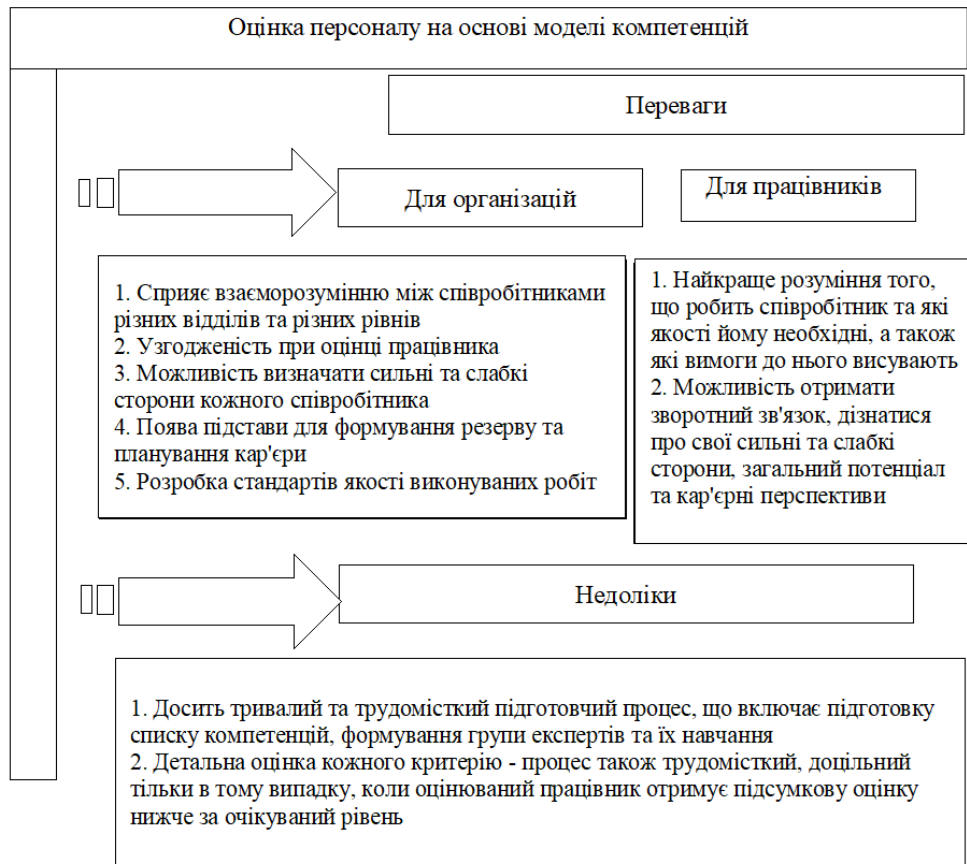 Оцінка персоналу на основі моделі компетенцій
Переваги
Для організацій
Для працівників
1. Сприяє взаєморозумінню між співробітниками
різних відділів та різних рівнів
2. Узгодженість при оцінці працівника
3. Можливість визначати сильні та слабкі
сторони кожного співробітника
4. Поява підстави для формування резерву та
планування кар'єри
5. Розробка стандартів якості виконуваних робіт
1. Найкраще розуміння того,
що робить співробітник та які
якості йому необхідні, а також
які вимоги до нього висувають
2. Можливість отримати
зворотний зв'язок, дізнатися
про свої сильні та слабкі
сторони, загальний потенціал
та кар'єрні перспективи
Недоліки
1. Досить тривалий та трудомісткий підготовчий процес, що включає підготовку
списку компетенцій, формування групи експертів та їх навчання
2. Детальна оцінка кожного критерію - процес також трудомісткий, доцільний
тільки в тому випадку, коли оцінюваний працівник отримує підсумкову оцінку
нижче за очікуваний рівень